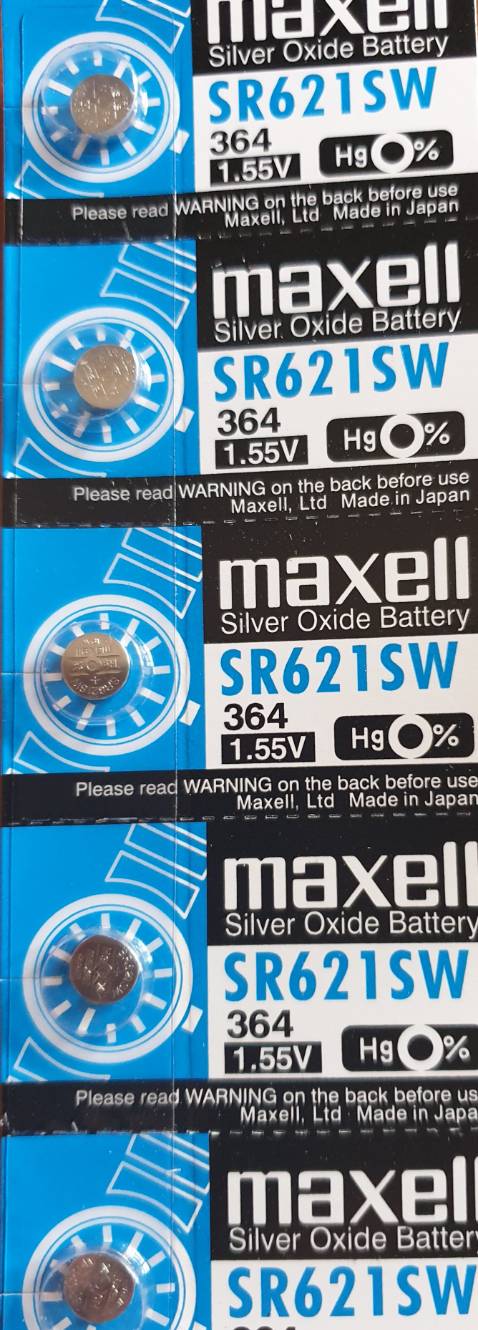 maxell
Silver Oxide Battery
SR621SW
364
1.55V Hg 0%
Please read WARNING on the back before use
Maxell, Ltd Made in Japan
maxell
Silver Oxide Battery
SR621SW
364
1.55V Hg 0%
Please read WARNING on the back before use
Maxell, Ltd Made in Japan
maxell
Silver Oxide Battery
SR621SW
364
1.55V Hg 0%
Please read WARNING on the back before use
Maxell, Ltd Made in Japan
maxell
Silver Oxide Battery
SR621SW
364
1.55V Hg 0%
Please read WARNING on the back before us
Maxell, Ltd Made in Japa
maxell
Silver Oxide Battery
SR621SW